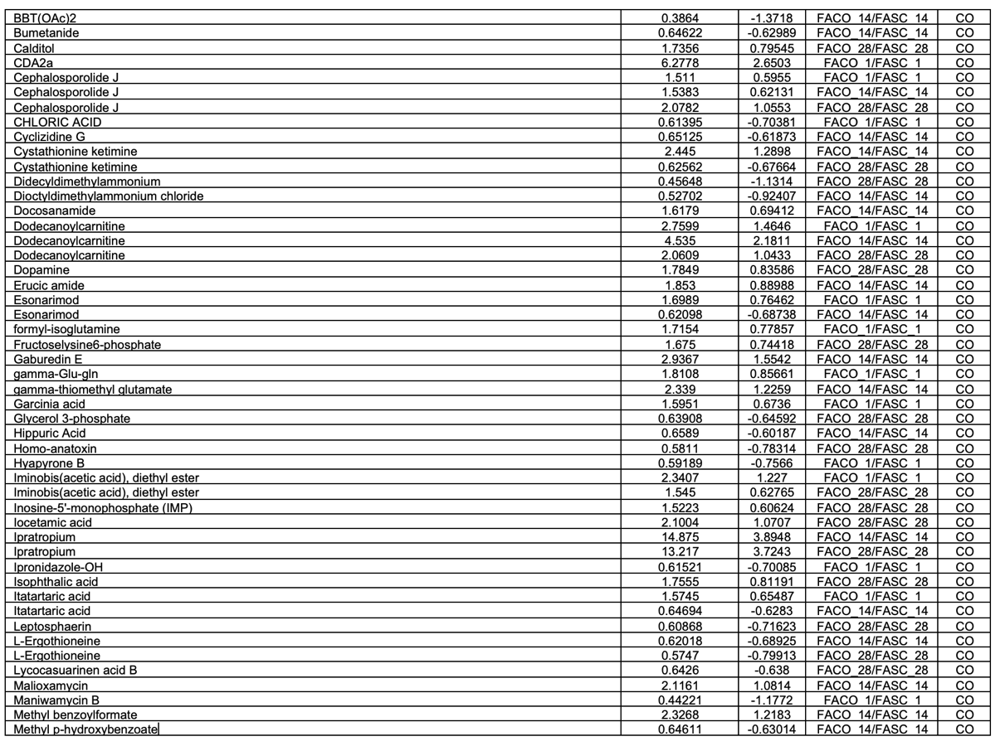 BBT(OAc)2 0.3864 -1.3718 FACO_14/FASC_14 CO
Bumetanide 0.64622 -0.62989 FACO_14/FASC_14 CO
Calditol 1.7356 0.79545 FACO_28/FASC_28 CO
CDA2a 6.2778 2.6503 FACO_1/FASC_1 CO
Cephalosporolide J 1.511 0.5955 FACO_1/FASC_1 CO
Cephalosporolide J 1.5383 0.62131 FACO_14/FASC_14 CO
Cephalosporolide J 2.0782 1.0553 FACO_28/FASC_28 CO
CHLORIC ACID 0.61395 -0.70381 FACO_1/FASC_1 CO
Cyclizidine G 0.65125 -0.61873 FACO_14/FASC_14 CO
Cystathionine ketimine 2.445 1.2898 FACO_14/FASC_14 CO
Cystathionine ketimine 0.62562 -0.67664 FACO_28/FASC_28 CO
Didecyldimethylammonium 0.45648 -1.1314 FACO_28/FASC_28 CO
Dioctyldimethylammonium chloride 0.52702 -0.92407 FACO_14/FASC_14 CO
Docosanamide 1.6179 0.69412 FACO_14/FASC_14 CO
Dodecanoylcarnitine 2.7599 1.4646 FACO_1/FASC_1 CO
Dodecanoylcarnitine 4.535 2.1811 FACO_14/FASC_14 CO
Dodecanoylcarnitine 2.0609 1.0433 FACO_28/FASC_28 CO
Dopamine 1.7849 0.83586 FACO_28/FASC_28 CO
Erucic amide 1.853 0.88988 FACO_14/FASC_14 CO
Esonarimod 1.6989 0.76462 FACO_1/FASC_1 CO
Esonarimod 0.62098 -0.68738 FACO_14/FASC_14 CO
formyl-isoglutamine 1.7154 0.77857 FACO_1/FASC_1 CO
Fructoselysine6-phosphate 1.675 0.74418 FACO_28/FASC_28 CO
Gaburedin E 2.9367 1.5542 FACO_14/FASC_14 CO
gamma-Glu-gln 1.8108 0.85661 FACO_1/FASC_1 CO
gamma-thiomethyl glutamate 2.339 1.2259 FACO_14/FASC_14 CO
Garcinia acid 1.5951 0.6736 FACO_1/FASC_1 CO
Glycerol 3-phosphate 0.63908 -0.64592 FACO_28/FASC_28 CO
Hippuric Acid 0.6589 -0.60187 FACO_14/FASC_14 CO
Homo-anatoxin 0.5811 -0.78314 FACO_28/FASC_28 CO
Hyapyrone B 0.59189 -0.7566 FACO_1/FASC_1 CO
Iminobis(acetic acid), diethyl ester 2.3407 1.227 FACO_1/FASC_1 CO
Iminobis(acetic acid), diethyl ester 1.545 0.62765 FACO_28/FASC_28 CO
Inosine-5'-monophosphate (IMP) 1.5223 0.60624 FACO_28/FASC_28 CO
Iocetamic acid 2.1004 1.0707 FACO_28/FASC_28 CO
Ipratropium 14.875 3.8948 FACO_14/FASC_14 CO
Ipratropium 13.217 3.7243 FACO_28/FASC_28 CO
Ipronidazole-OH 0.61521 -0.70085 FACO_1/FASC_1 CO
Isophthalic acid 1.7555 0.81191 FACO_28/FASC_28 CO
Itatartaric acid 1.5745 0.65487 FACO_1/FASC_1 CO
Itatartaric acid 0.64694 -0.6283 FACO_14/FASC_14 CO
Leptosphaerin 0.60868 -0.71623 FACO_28/FASC_28 CO
L-Ergothioneine 0.62018 -0.68925 FACO_14/FASC_14 CO
L-Ergothioneine 0.5747 -0.79913 FACO_28/FASC_28 CO
Lycocasuarinen acid B 0.6426 -0.638 FACO_28/FASC_28 CO
Malioxamycin 2.1161 1.0814 FACO_14/FASC_14 CO
Maniwamycin B 0.44221 -1.1772 FACO_1/FASC_1 CO
Methyl benzoylformate 2.3268 1.2183 FACO_14/FASC_14 CO
Methyl p-hydroxybenzoate 0.64611 -0.63014 FACO_14/FASC_14 CO